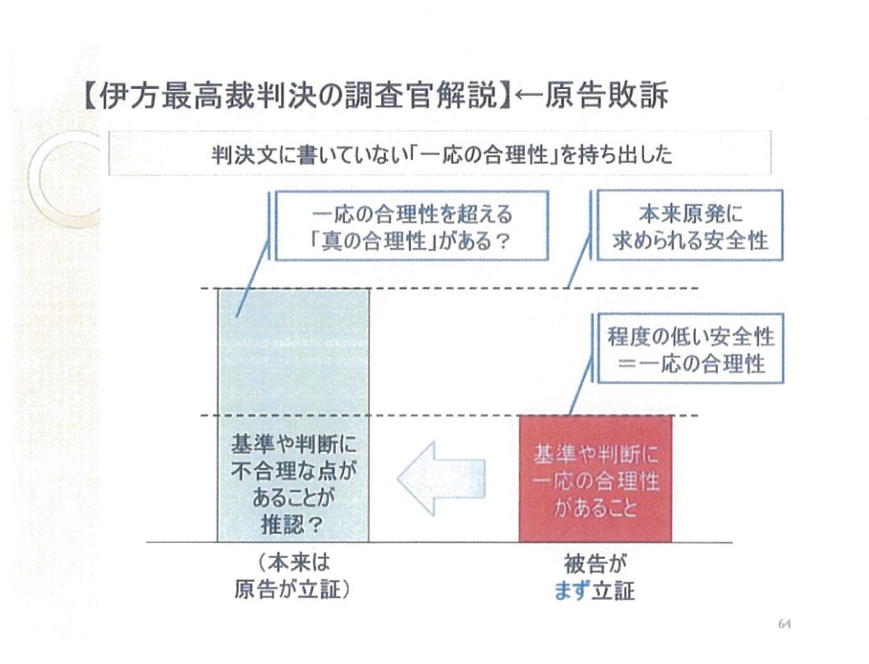 【伊方最高裁判決の調査官解説】←原告敗訴
判決文に書いていない「一応の合理性」を持ち出した
一応の合理性を超える
「真の合理性」がある？
本来原発に
求められる安全性
程度の低い安全性
＝一応の合理性
基準や判断に
不合理な点が
あることが
推認？
基準や判断に
一応の合理性
があること
（本来は
原告が立証）
被告が
まず立証
64